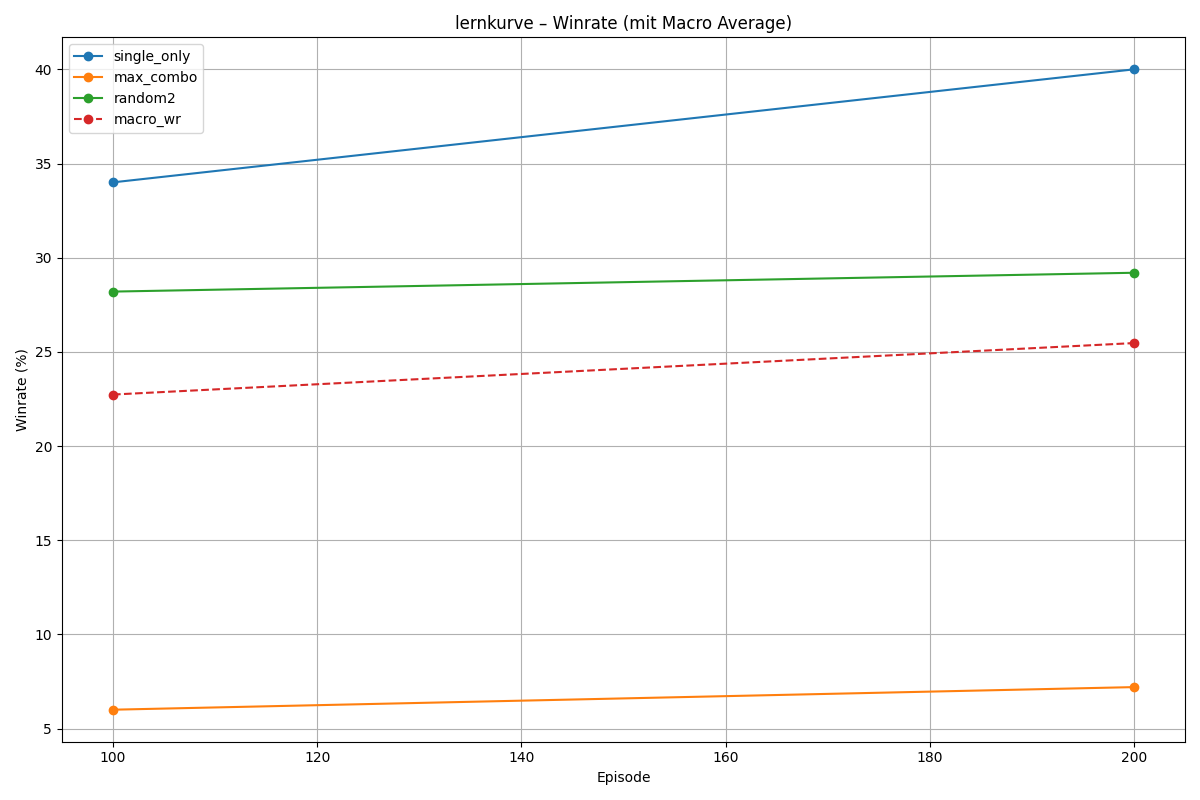 lernkurve – Winrate (mit Macro Average)
single_only
max_combo
random2
macro_wr
Winrate (%)
40
35
30
25
20
15
10
5
100 120 140 160 180 200
Episode